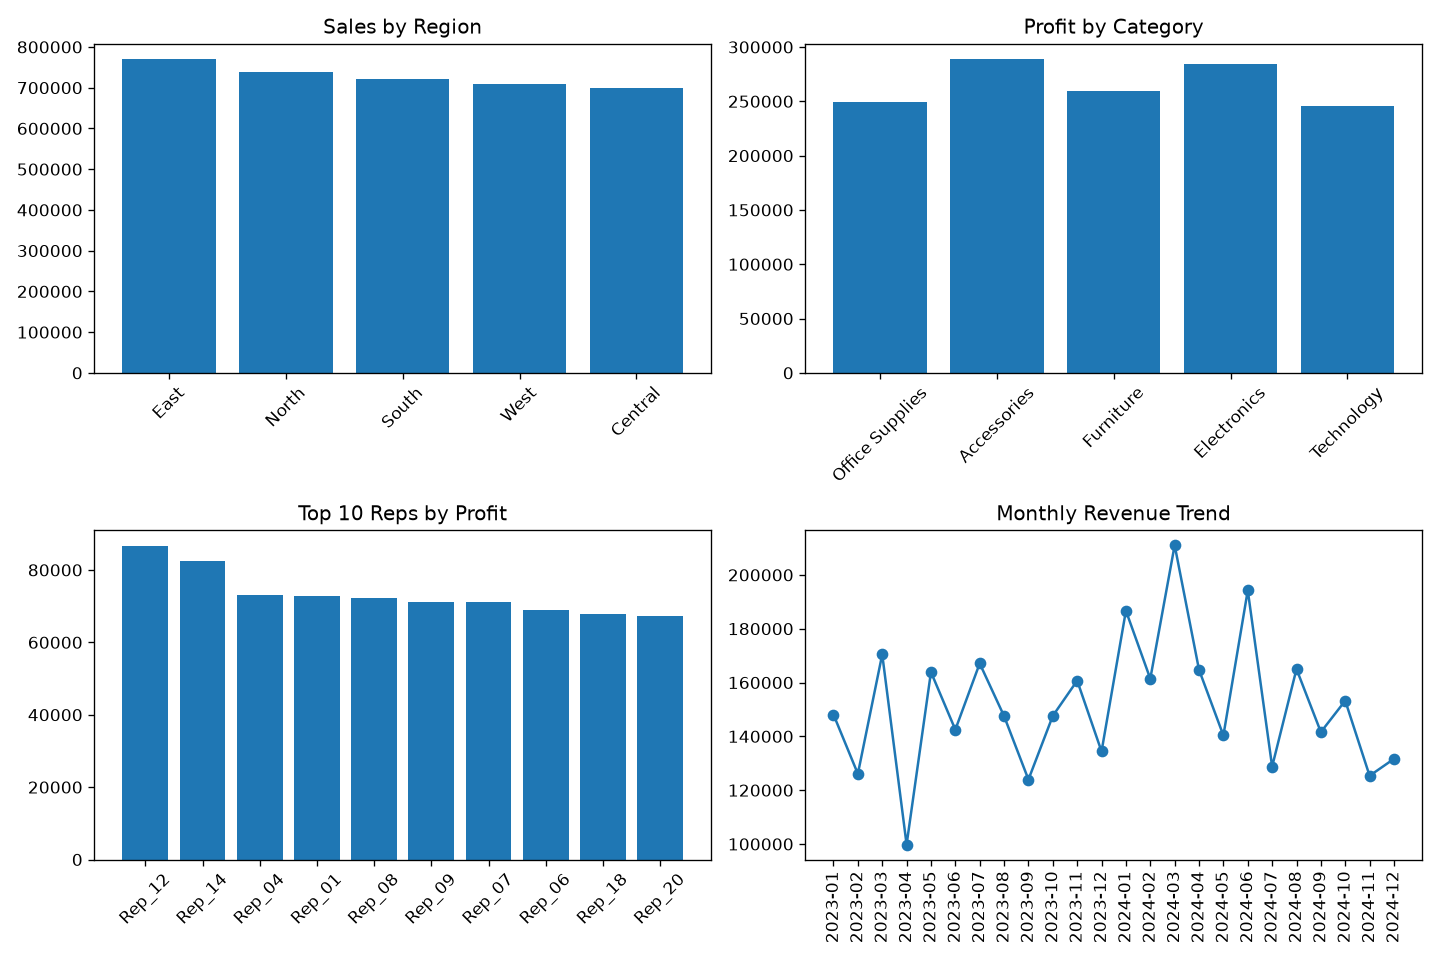 Sales by Region
800000
700000
600000
500000
400000
300000
200000
100000
0
East
North
South
West
Central
Profit by Category
300000
250000
200000
150000
100000
50000
0
Office Supplies
Accessories
Furniture
Electronics
Technology
Top 10 Reps by Profit
80000
60000
40000
20000
0
Rep_12
Rep_14
Rep_04
Rep_01
Rep_08
Rep_09
Rep_07
Rep_06
Rep_18
Rep_20
Monthly Revenue Trend
200000
180000
160000
140000
120000
100000
2023-01
2023-02
2023-03
2023-04
2023-05
2023-06
2023-07
2023-08
2023-09
2023-10
2023-11
2023-12
2024-01
2024-02
2024-03
2024-04
2024-05
2024-06
2024-07
2024-08
2024-09
2024-10
2024-11
2024-12